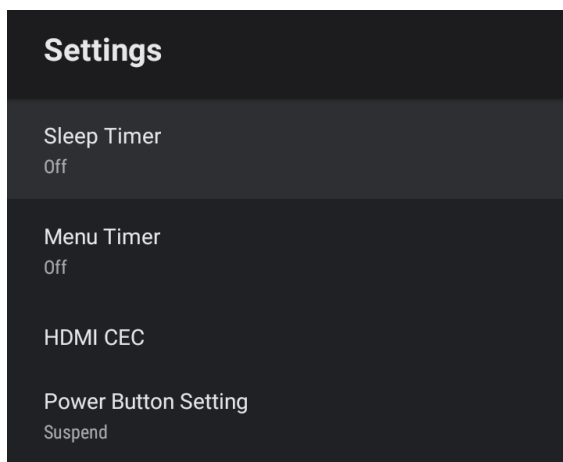 Settings
Sleep Timer
Off
Menu Timer
Off
HDMI CEC
Power Button Setting
Suspend